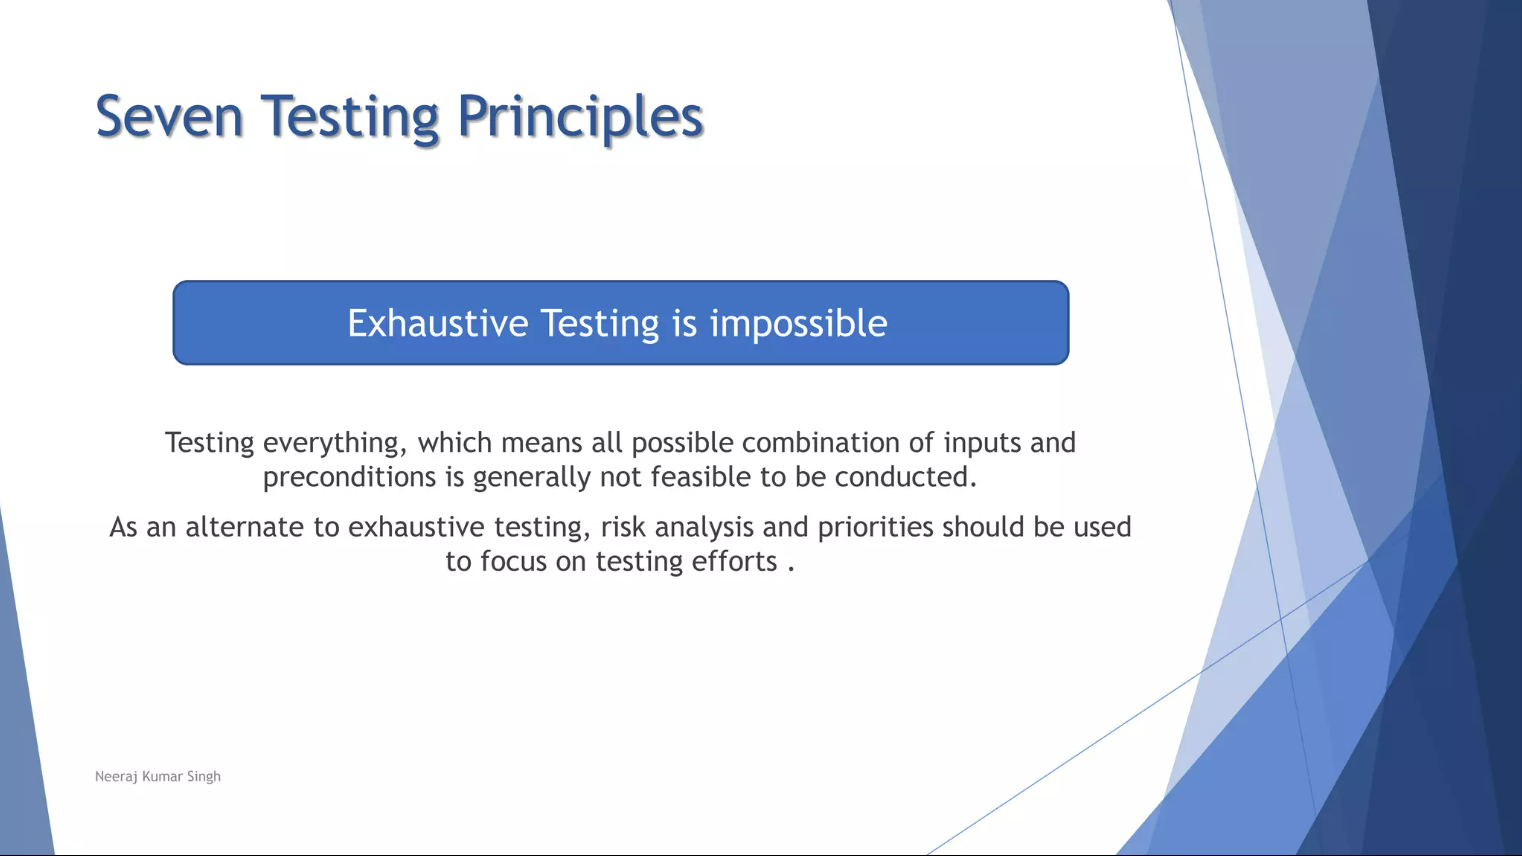 Seven Testing Principles
Exhaustive Testing is impossible
Testing everything, which means all possible combination of inputs and
preconditions is generally not feasible to be conducted.
As an alternate to exhaustive testing, risk analysis and priorities should be used
to focus on testing efforts .
Neeraj Kumar Singh